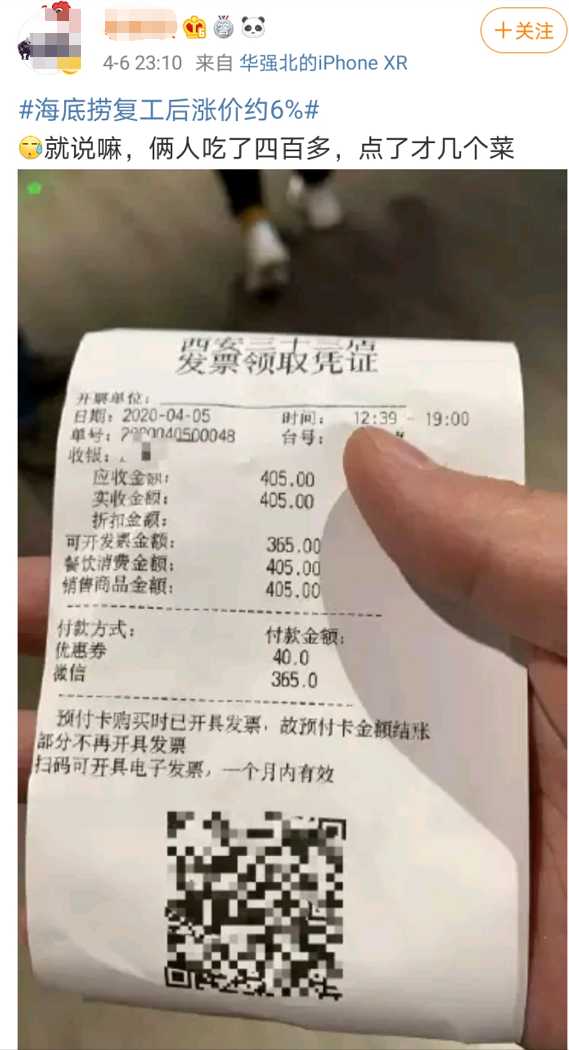 +关注
4-6 23:10 来自 华强北的iPhone XR
#海底捞复工后涨价约6%#
就说嘛，俩人吃了四百多，点了才几个菜
西安三十三店
发票领取凭证
开票单位：
日期：2020-04-05 时间： 12:39 - 19:00
单号： 040500048 台号：
收银：
应收金额： 405.00
实收金额： 405.00
折扣金额：
可开发票金额： 365.00
餐饮消费金额： 405.00
销售商品金额： 405.00
付款方式： 付款金额：
优惠券 40.0
微信 365.0
预付卡购买时已开具发票，故预付卡金额结账
部分不再开具发票
扫码可开具电子发票，一个月内有效